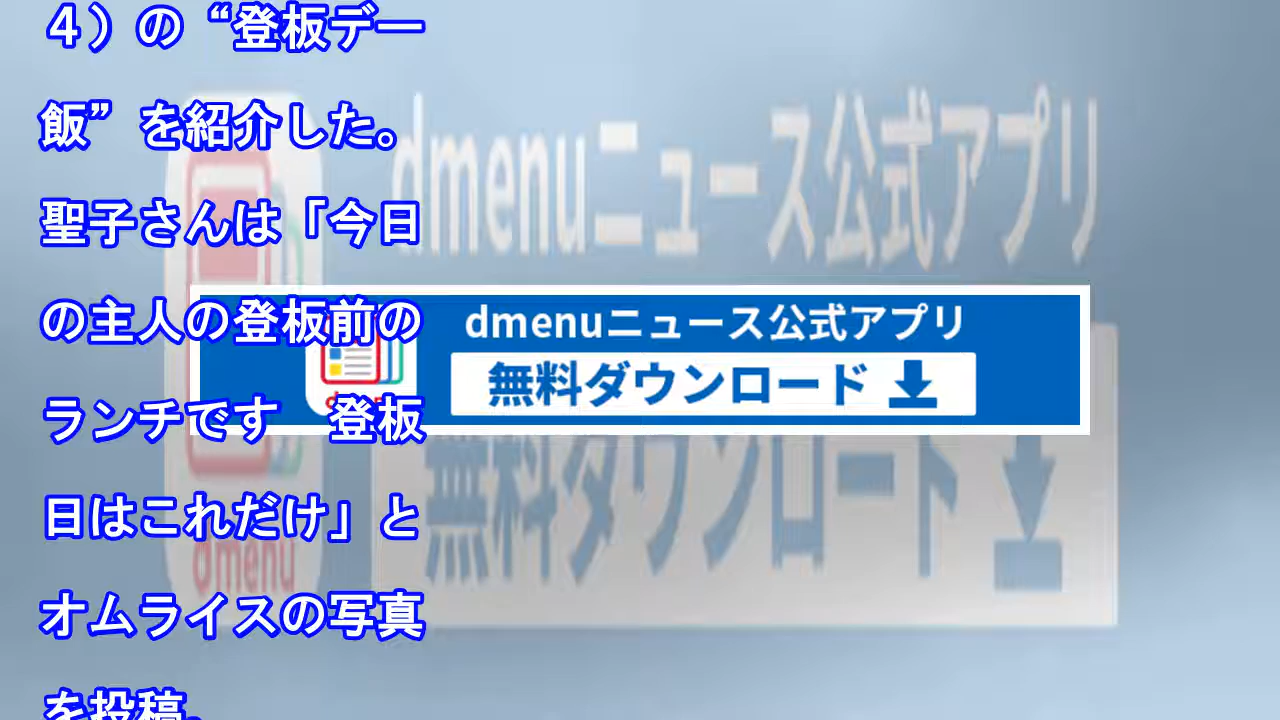 ４）の“登板デー
飯”を紹介した。
聖子さんは「今日
の主人の登板前の
ランチです　登板
日はこれだけ」と
オムライスの写真
を投稿。
dmenuニュース公式アプリ
無料ダウンロード
dmenuニュース公式アプリ
無料ダウンロード
dmenu